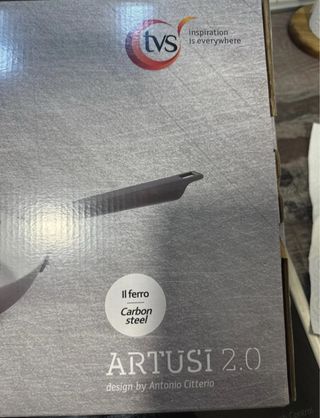 tvs
inspiration
is everywhere
Il ferro
Carbon
steel
ARTUSI 2.0
design by Antonio Citterio